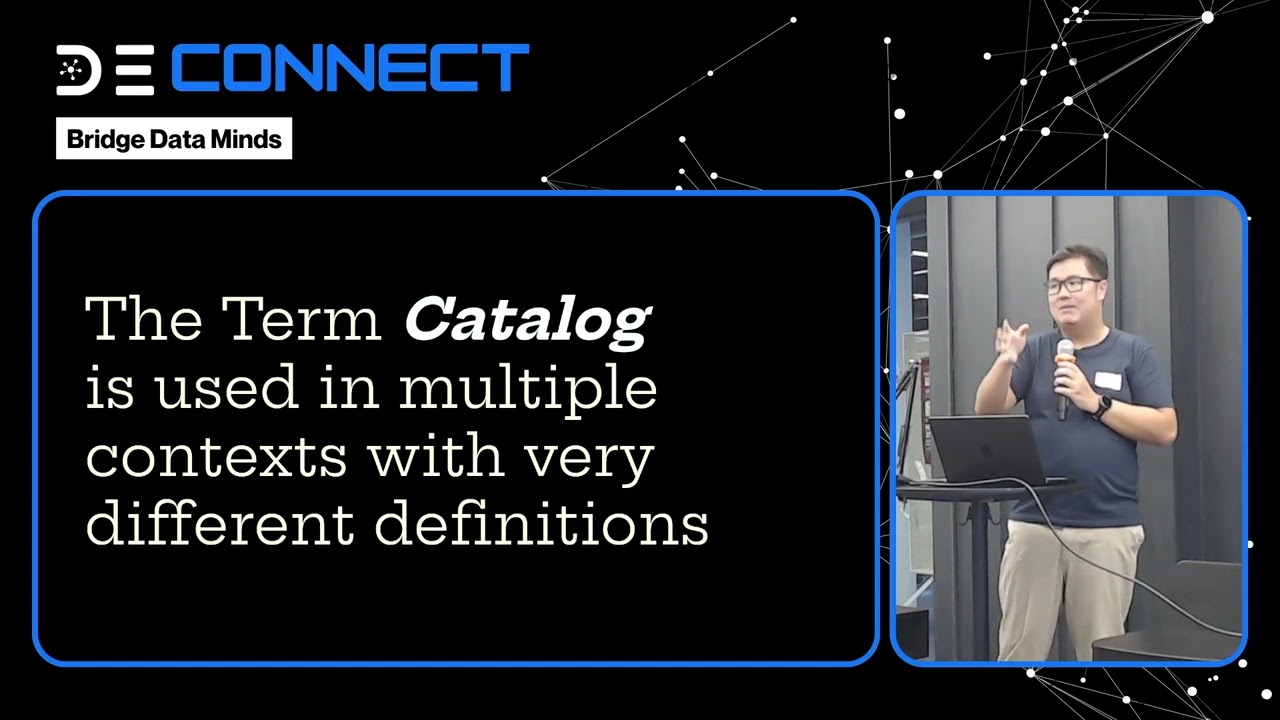 DE CONNECT
Bridge Data Minds
The Term Catalog
is used in multiple
contexts with very
different definitions